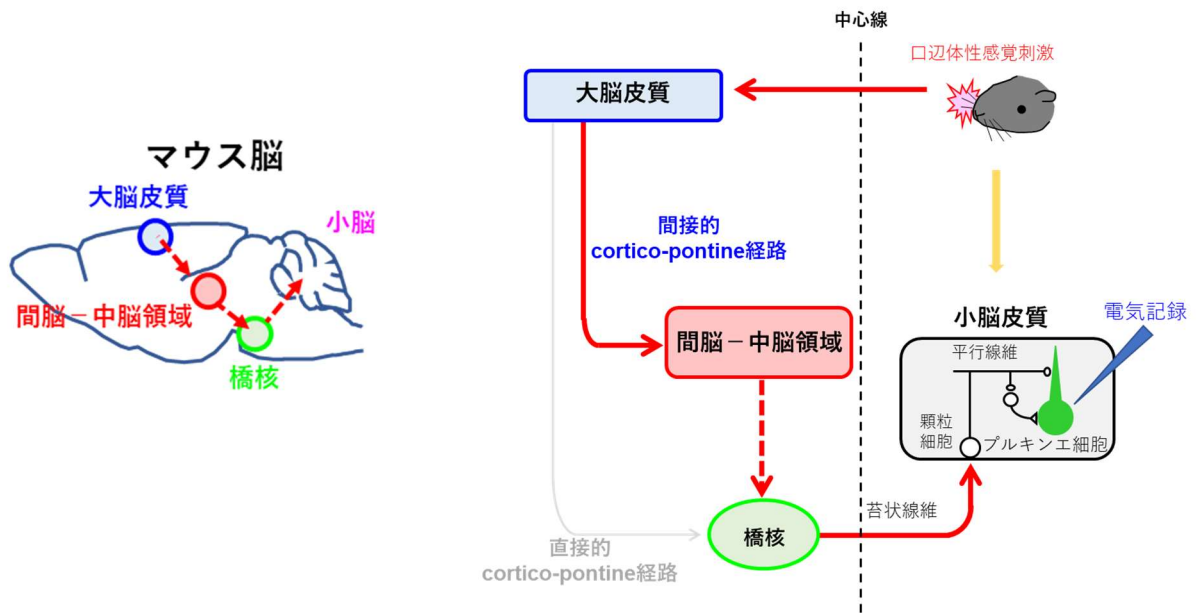 マウス脳
大脳皮質
小脳
間脳－中脳領域
橋核
中心線
口辺体性感覚刺激
大脳皮質
間接的
cortico-pontine経路
間脳－中脳領域
橋核
直接的
cortico-pontine経路
苔状線維
小脳皮質
電気記録
平行線維
顆粒
細胞
プルキンエ細胞